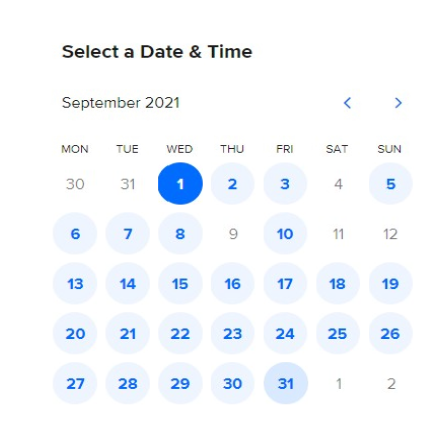 Select a Date & Time
September 2021
MON TUE WED THU FRI SAT SUN
30 31 1 2 3 4 5
6 7 8 9 10 11 12
13 14 15 16 17 18 19
20 21 22 23 24 25 26
27 28 29 30 31 1 2